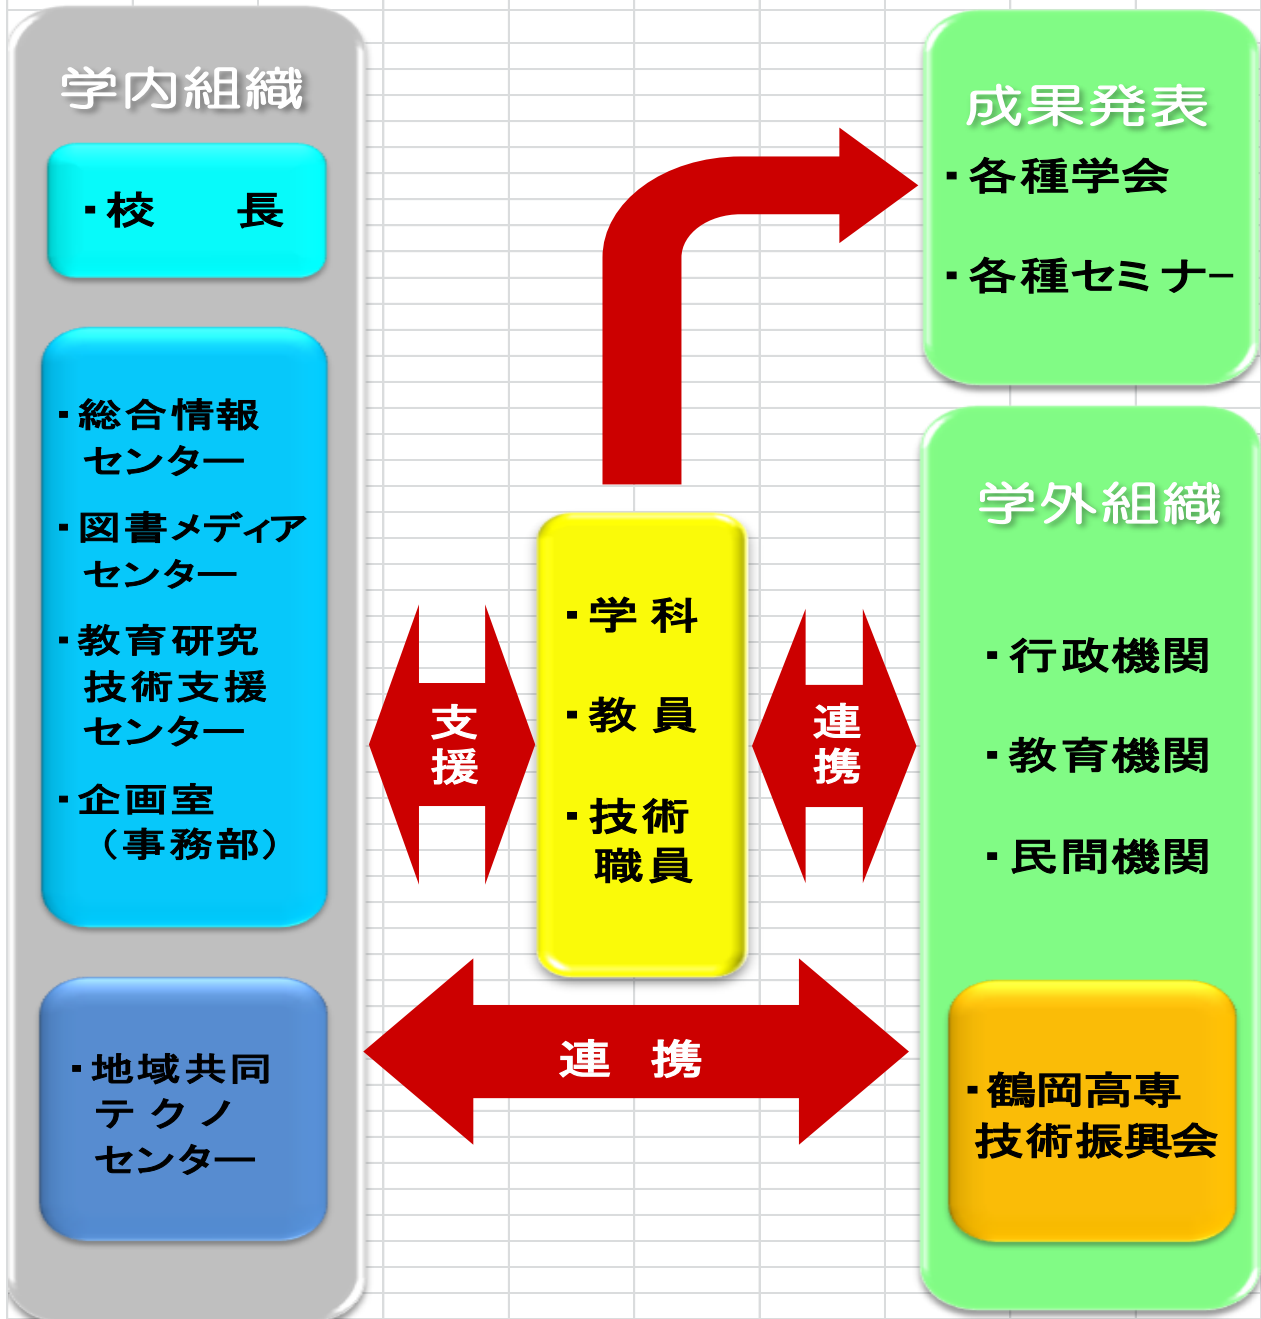 学内組織
・校　　長
・総合情報
センター
・図書メディア
センター
・教育研究
技術支援
センター
・企画室
（事務部）
・地域共同
テクノ
センター
支
援
・学 科
・教 員
・技術
職員
連
携
連 携
成果発表
・各種学会
・各種セミナー
学外組織
・行政機関
・教育機関
・民間機関
・鶴岡高専
技術振興会